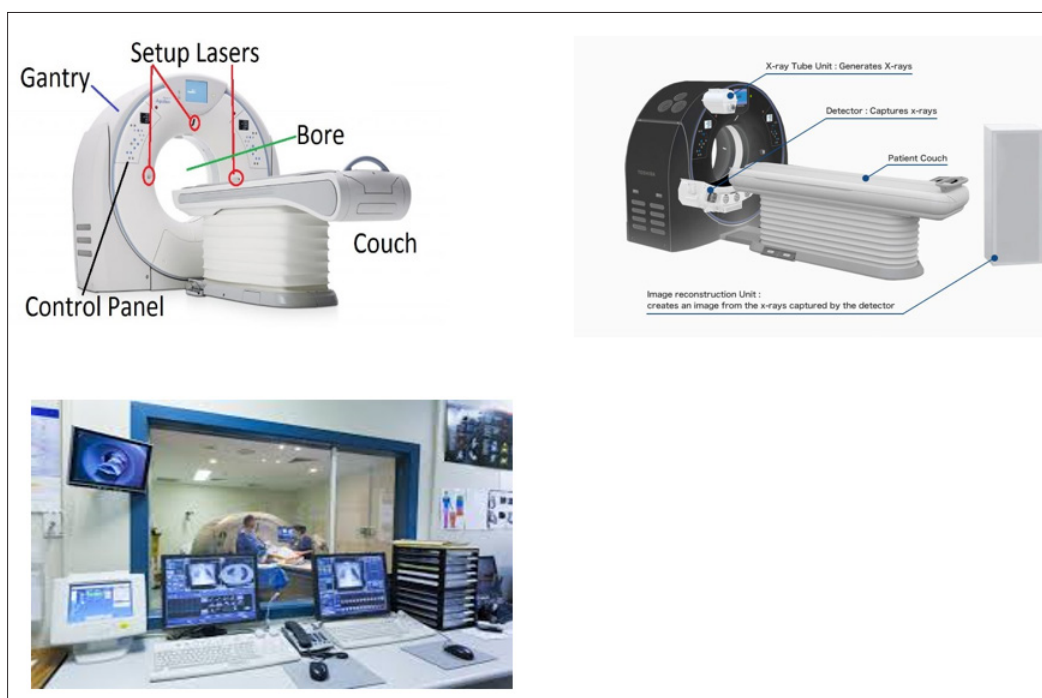 Setup Lasers
Gantry
Bore
Couch
Control Panel
X-ray Tube Unit : Generates X-rays
Detector : Captures x-rays
Patient Couch
Image reconstruction Unit :
creates an image from the x-rays captured by the detector